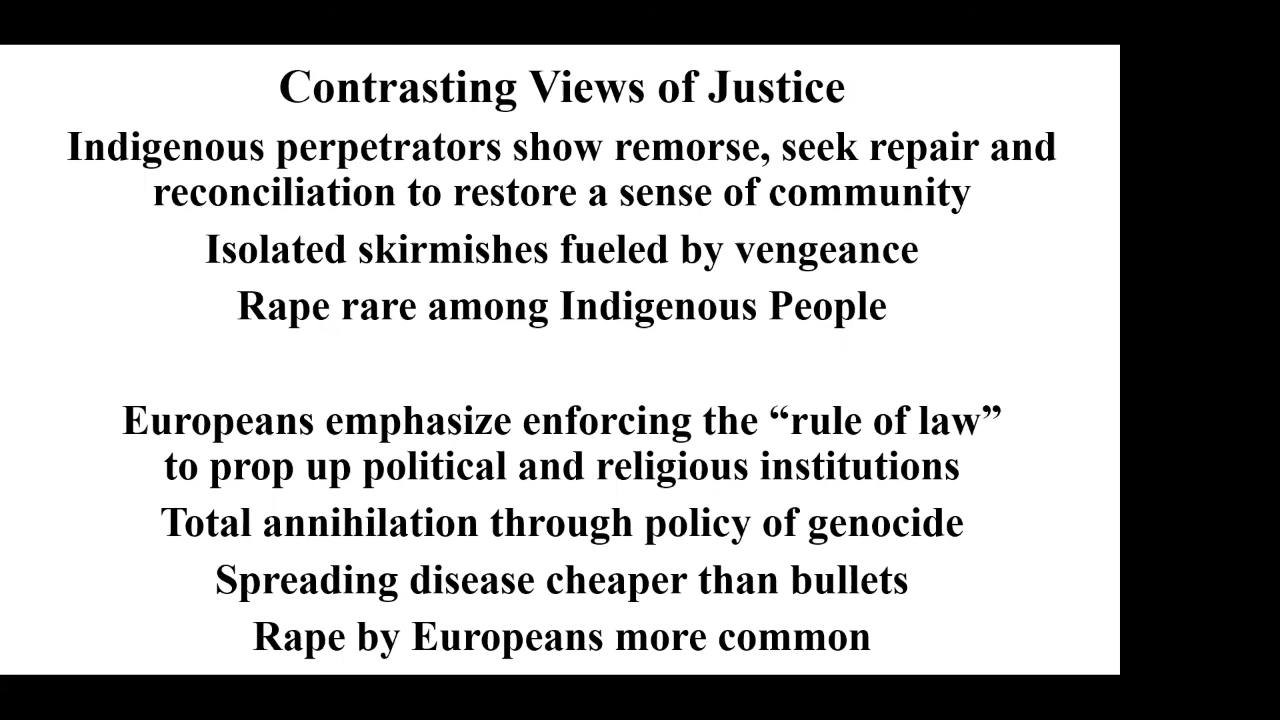 Contrasting Views of Justice
Indigenous perpetrators show remorse, seek repair and
reconciliation to restore a sense of community
Isolated skirmishes fueled by vengeance
Rape rare among Indigenous People
Europeans emphasize enforcing the “rule of law”
to prop up political and religious institutions
Total annihilation through policy of genocide
Spreading disease cheaper than bullets
Rape by Europeans more common